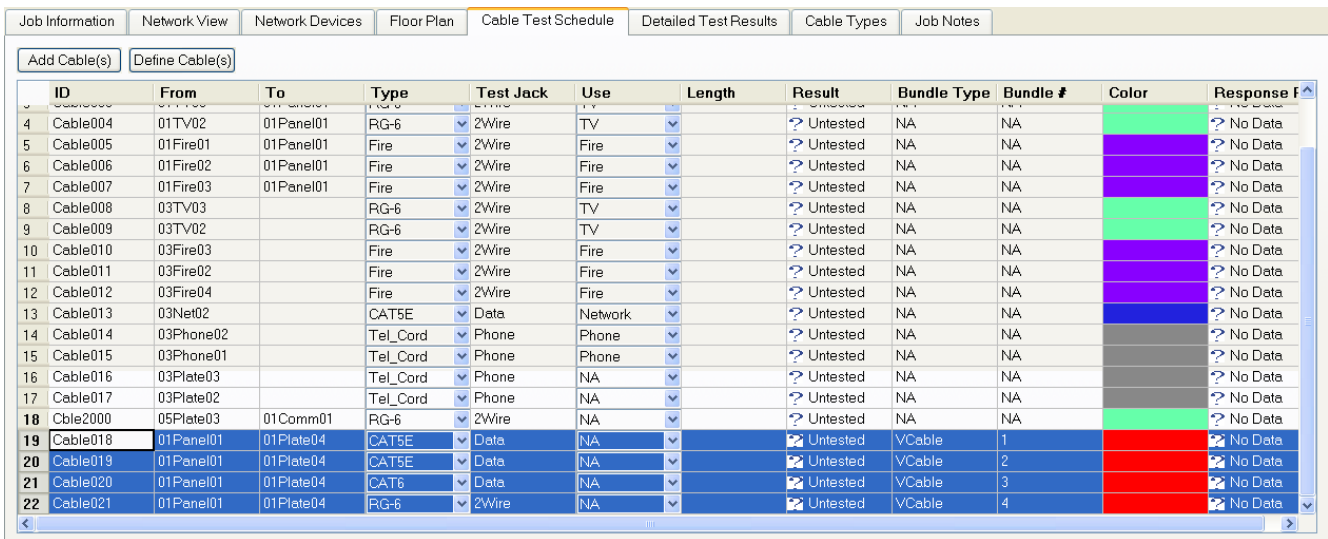 Job Information Network View Network Devices Floor Plan Cable Test Schedule Detailed Test Results Cable Types Job Notes
Add Cable(s) Define Cable(s)
ID From To Type Test Jack Use Length Result Bundle Type Bundle # Color Response
4 Cable004 01TV02 01Panel01 RG-6 2Wire TV ? Untested NA NA ? No Data
5 Cable005 01Fire01 01Panel01 Fire 2Wire Fire ? Untested NA NA ? No Data
6 Cable006 01Fire02 01Panel01 Fire 2Wire Fire ? Untested NA NA ? No Data
7 Cable007 01Fire03 01Panel01 Fire 2Wire Fire ? Untested NA NA ? No Data
8 Cable008 03TV03 RG-6 2Wire TV ? Untested NA NA ? No Data
9 Cable009 03TV02 RG-6 2Wire TV ? Untested NA NA ? No Data
10 Cable010 03Fire03 Fire 2Wire Fire ? Untested NA NA ? No Data
11 Cable011 03Fire02 Fire 2Wire Fire ? Untested NA NA ? No Data
12 Cable012 03Fire04 Fire 2Wire Fire ? Untested NA NA ? No Data
13 Cable013 03Net02 CAT5E Data Network ? Untested NA NA ? No Data
14 Cable014 03Phone02 Tel_Cord Phone Phone ? Untested NA NA ? No Data
15 Cable015 03Phone01 Tel_Cord Phone Phone ? Untested NA NA ? No Data
16 Cable016 03Plate03 Tel_Cord Phone NA ? Untested NA NA ? No Data
17 Cable017 03Plate02 Tel_Cord Phone NA ? Untested NA NA ? No Data
18 Cble2000 05Plate03 01Comm01 RG-6 2Wire NA ? Untested NA NA ? No Data
19 Cable018 01Panel01 01Plate04 CAT5E Data NA ? Untested VCable 1 ? No Data
20 Cable019 01Panel01 01Plate04 CAT5E Data NA ? Untested VCable 2 ? No Data
21 Cable020 01Panel01 01Plate04 CAT6 Data NA ? Untested VCable 3 ? No Data
22 Cable021 01Panel01 01Plate04 RG-6 2Wire NA ? Untested VCable 4 ? No Data